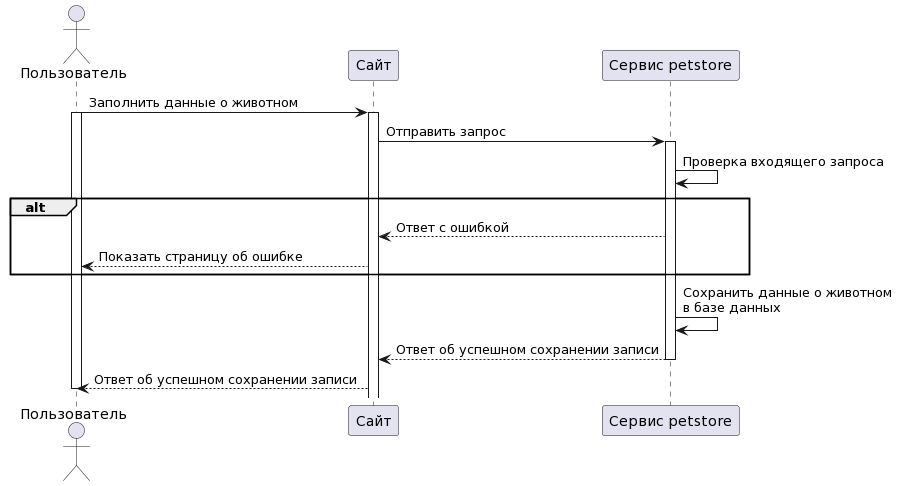 Пользователь
Сайт
Сервис petstore
Заполнить данные о животном
Отправить запрос
Проверка входящего запроса
alt
Ответ с ошибкой
Показать страницу об ошибке
Сохранить данные о животном
в базе данных
Ответ об успешном сохранении записи
Ответ об успешном сохранении записи
Пользователь
Сайт
Сервис petstore